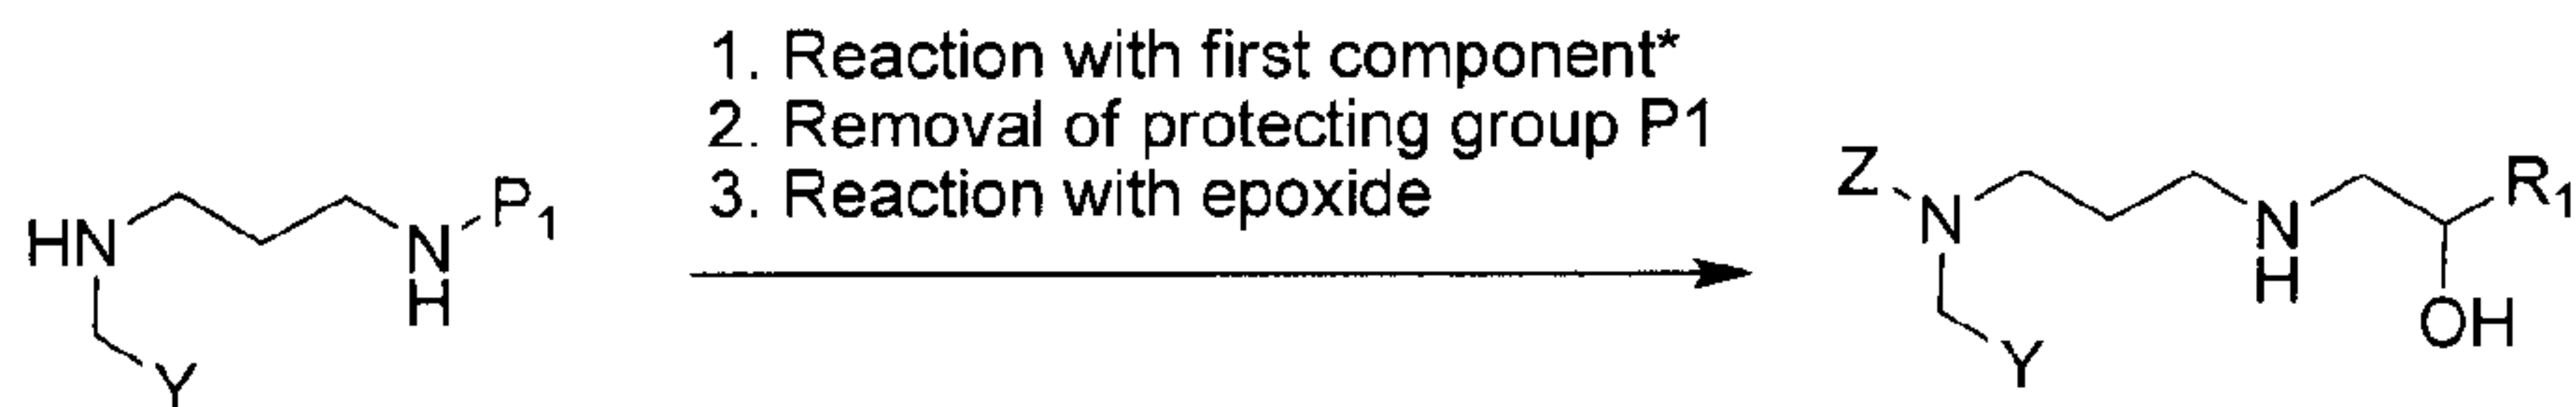 1. Reaction with first component*
2. Removal of protecting group P1
3. Reaction with epoxide
HN
N
H
P1
Y
Z
N
Y
N
H
OH
R1